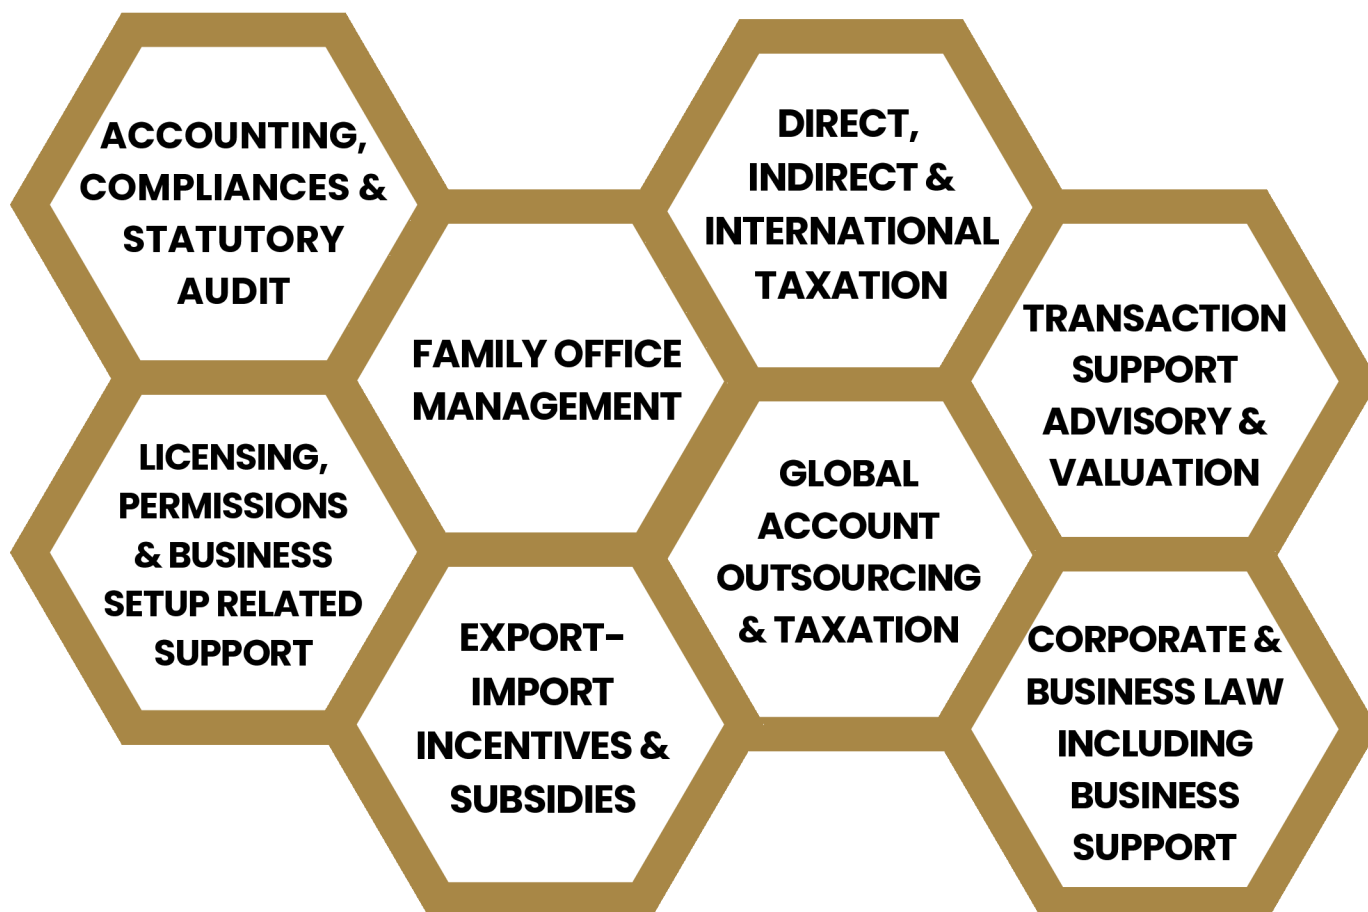 ACCOUNTING,
COMPLIANCES &
STATUTORY
AUDIT
DIRECT,
INDIRECT &
INTERNATIONAL
TAXATION
FAMILY OFFICE
MANAGEMENT
TRANSACTION
SUPPORT
ADVISORY &
VALUATION
LICENSING,
PERMISSIONS
& BUSINESS
SETUP RELATED
SUPPORT
GLOBAL
ACCOUNT
OUTSOURCING
& TAXATION
EXPORT-
IMPORT
INCENTIVES &
SUBSIDIES
CORPORATE &
BUSINESS LAW
INCLUDING
BUSINESS
SUPPORT